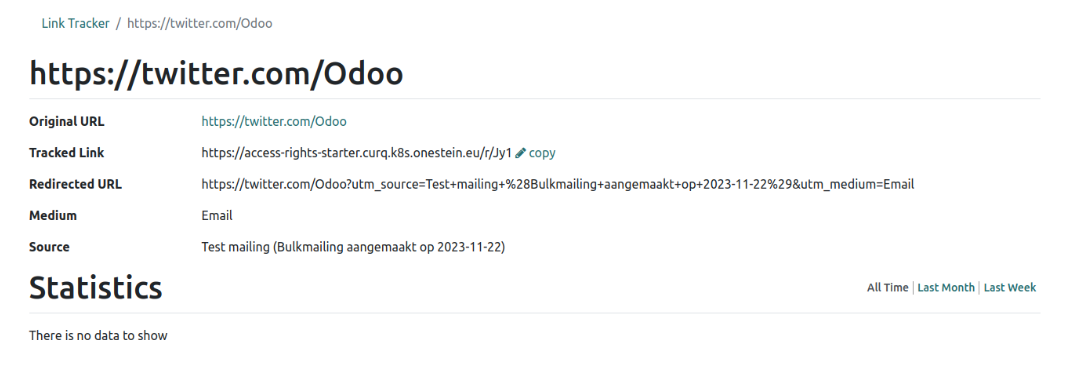 Link Tracker / https://twitter.com/Odoo
https://twitter.com/Odoo
Original URL https://twitter.com/Odoo
Tracked Link https://access-rights-starter.curq.k8s.onestein.eu/r/Jy1 copy
Redirected URL https://twitter.com/Odoo?utm_source=Test+mailing+%28Bulkmailing+aangemaakt+op+2023-11-22%29&utm_medium=Email
Medium Email
Source Test mailing (Bulkmailing aangemaakt op 2023-11-22)
Statistics All Time | Last Month | Last Week
There is no data to show